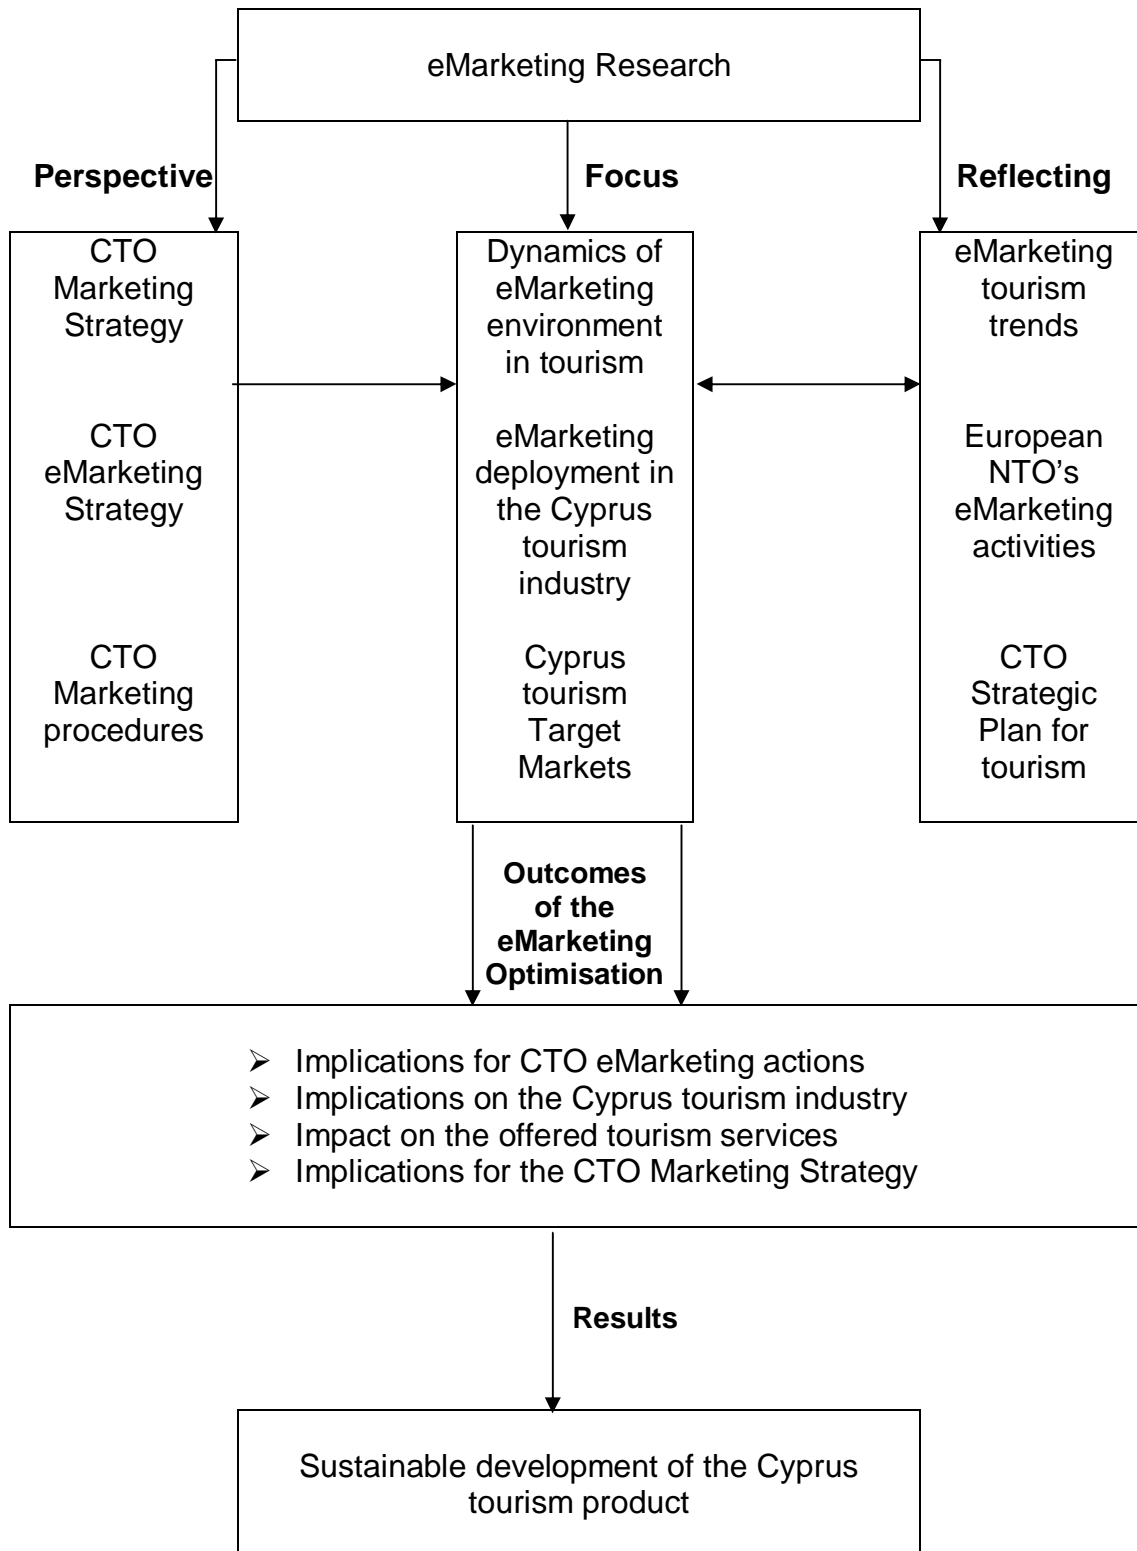 eMarketing Research
Perspective
Focus
Reflecting
CTO
Marketing
Strategy
CTO
eMarketing
Strategy
CTO
Marketing
procedures
Dynamics of
eMarketing
environment
in tourism
eMarketing
deployment in
the Cyprus
tourism
industry
Cyprus
tourism
Target
Markets
eMarketing
tourism
trends
European
NTO’s
eMarketing
activities
CTO
Strategic
Plan for
tourism
Outcomes
of the
eMarketing
Optimisation
➢ Implications for CTO eMarketing actions
➢ Implications on the Cyprus tourism industry
➢ Impact on the offered tourism services
➢ Implications for the CTO Marketing Strategy
Results
Sustainable development of the Cyprus
tourism product